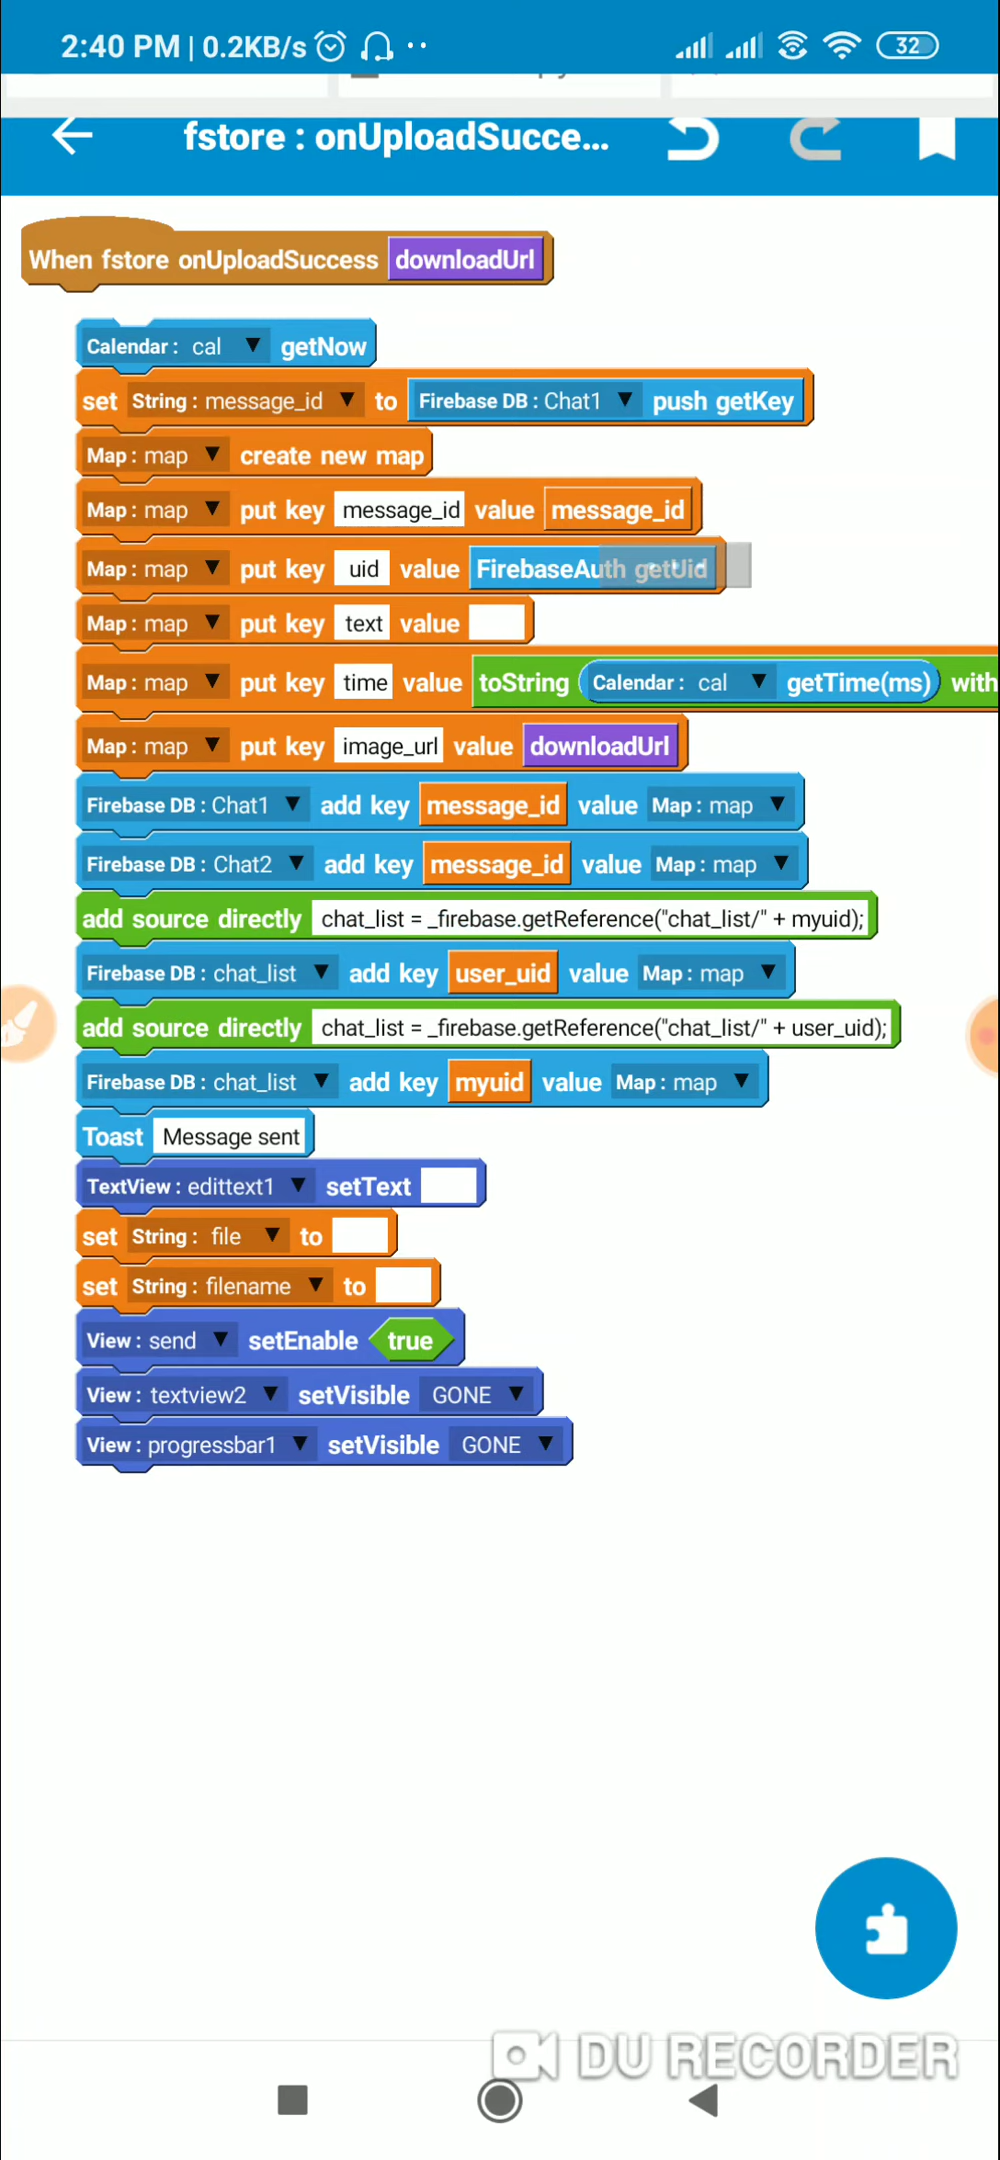 2:40 PM | 0.2KB/s 32
fstore : onUploadSucce...
When fstore onUploadSuccess downloadUrl
Calendar : cal getNow
set String : message_id to Firebase DB : Chat1 push getKey
Map : map create new map
Map : map put key message_id value message_id
Map : map put key uid value FirebaseAuth getUid
Map : map put key text value
Map : map put key time value toString Calendar : cal getTime(ms) with
Map : map put key image_url value downloadUrl
Firebase DB : Chat1 add key message_id value Map : map
Firebase DB : Chat2 add key message_id value Map : map
add source directly chat_list = _firebase.getReference("chat_list/" + myuid);
Firebase DB : chat_list add key user_uid value Map : map
add source directly chat_list = _firebase.getReference("chat_list/" + user_uid);
Firebase DB : chat_list add key myuid value Map : map
Toast Message sent
TextView : edittext1 setText
set String : file to
set String : filename to
View : send setEnable true
View : textview2 setVisible GONE
View : progressbar1 setVisible GONE
DU RECORDER